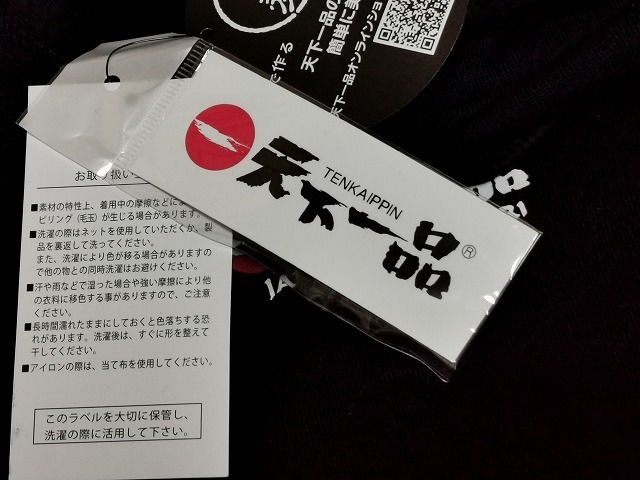 で作る
天下一品の
簡単に美
天下一品オンラインショ
TENKAIPPIN
天下一品®
お取り扱い
■素材の特性上、着用中の摩擦などによ
ピリング(毛玉)が生じる場合があります。
■洗濯の際はネットを使用していただくか、製
品を裏返して洗ってください。
また、洗濯により色が移る場合があります
ので他の物との同時洗濯はお避けください。
■汗や雨などで湿った場合や強い摩擦により他
の衣料に移色する事がありますので、ご注意
ください。
■長時間濡れたままにしておくと色落ちする恐
れがあります。洗濯後は、すぐに形を整えて
干してください。
■アイロンの際は、当て布を使用してください。
このラベルを大切に保管し、
洗濯の際に活用して下さい。